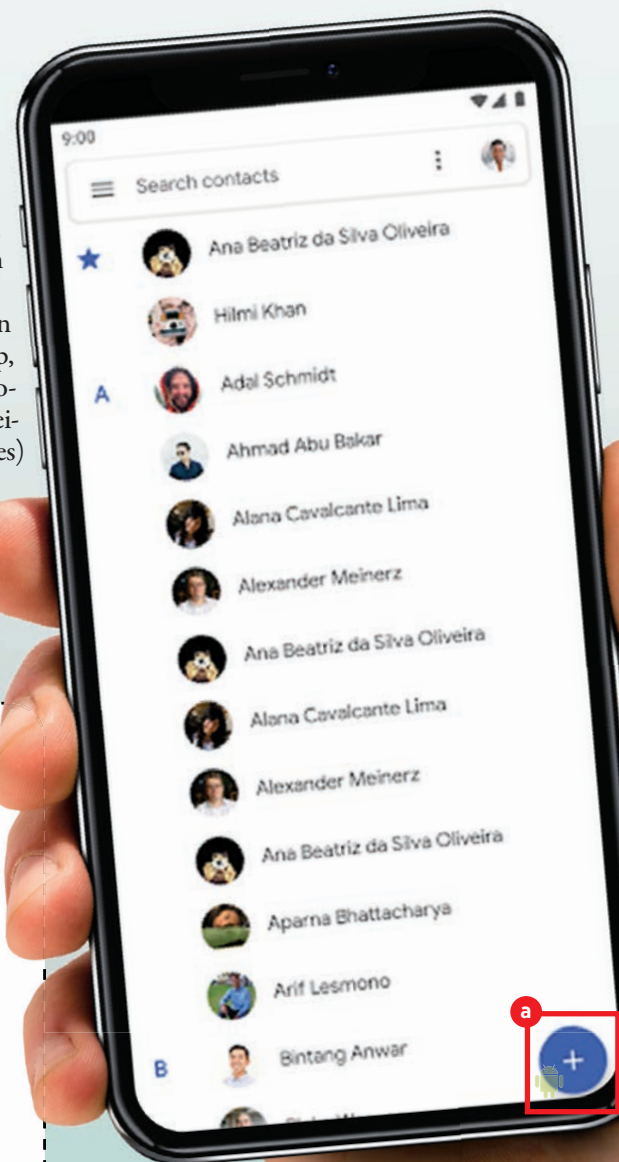 n
n
p,
o-
ei-
es)
-
9:00
Search contacts
Ana Beatriz da Silva Oliveira
Hilmi Khan
A
Adal Schmidt
Ahmad Abu Bakar
Alana Cavalcante Lima
Alexander Meinerz
Ana Beatriz da Silva Oliveira
Alana Cavalcante Lima
Alexander Meinerz
Ana Beatriz da Silva Oliveira
Aparna Bhattacharya
Arif Lesmono
a
B
Bintang Anwar
+